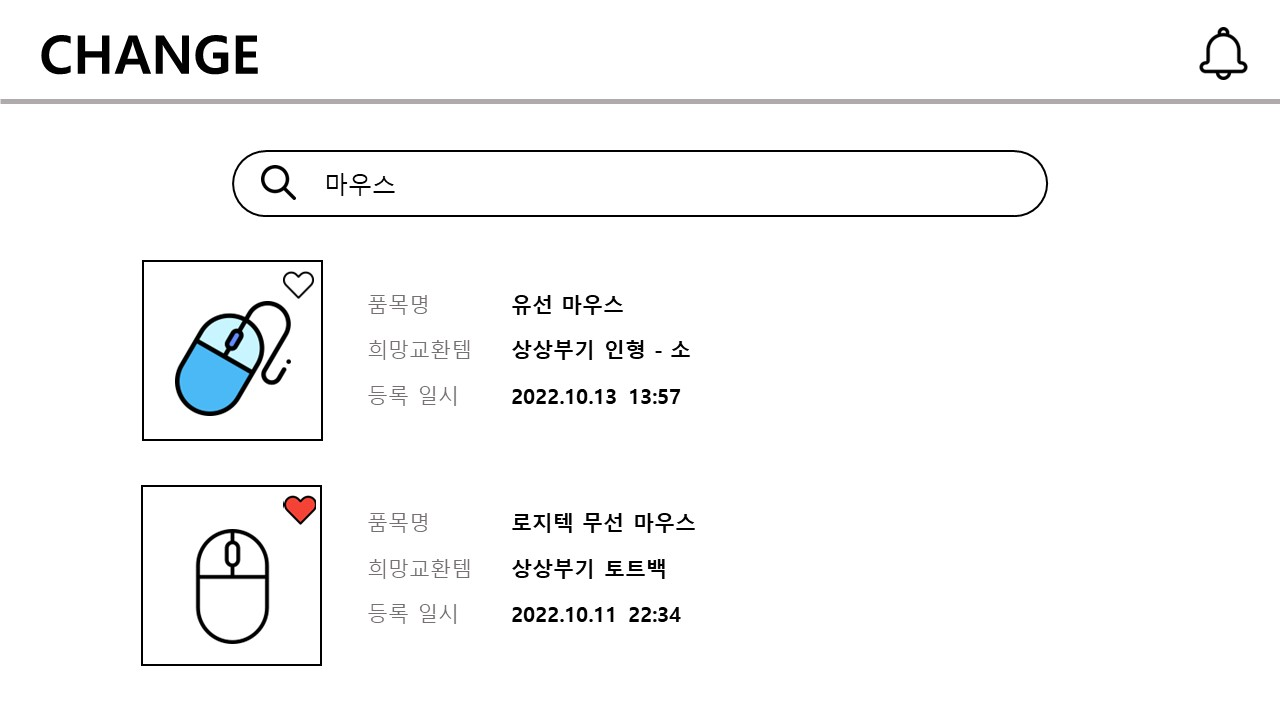 CHANGE
마우스
품목명 유선 마우스
희망교환템 상상부기 인형 - 소
등록 일시 2022.10.13 13:57
품목명 로지텍 무선 마우스
희망교환템 상상부기 토트백
등록 일시 2022.10.11 22:34